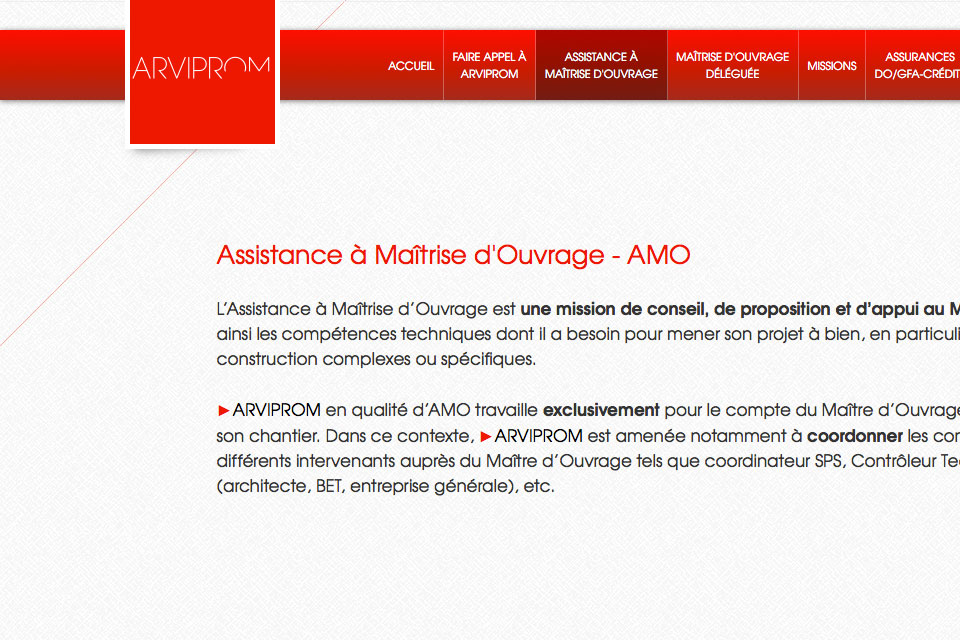 ARVIPROM
ACCUEIL
FAIRE APPEL À
ARVIPROM
ASSISTANCE À
MAÎTRISE D'OUVRAGE
MAÎTRISE D'OUVRAGE
DÉLÉGUÉE
MISSIONS
ASSURANCES
DO/GFA-CRÉDIT
Assistance à Maîtrise d'Ouvrage - AMO
L’Assistance à Maîtrise d’Ouvrage est une mission de conseil, de proposition et d’appui au
ainsi les compétences techniques dont il a besoin pour mener son projet à bien, en
construction complexes ou spécifiques.
►ARVIPROM en qualité d’AMO travaille exclusivement pour le compte du Maître d’Ouvrage
son chantier. Dans ce contexte, ►ARVIPROM est amenée notamment à coordonner les
différents intervenants auprès du Maître d’Ouvrage tels que coordinateur SPS, Contrôleur
(architecte, BET, entreprise générale), etc.